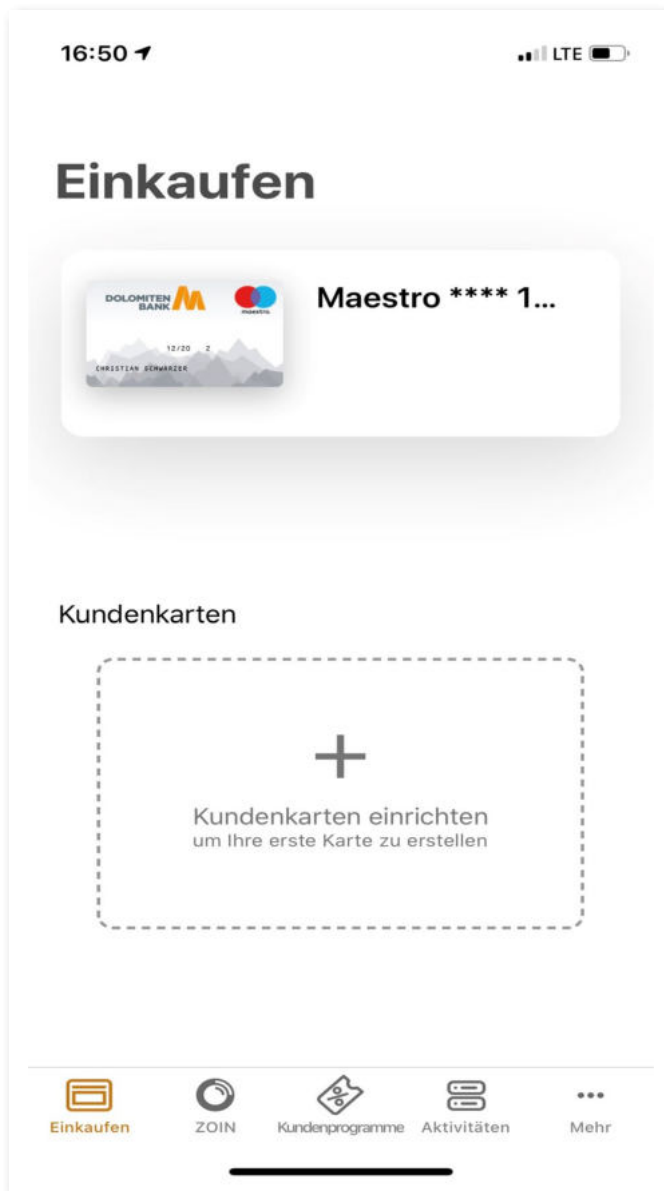 16:50
LTE
Einkaufen
DOLOMITEN
BANK
maestro
Maestro **** 1...
12/20 2
CHRISTIAN SCHWARZER
Kundenkarten
+
Kundenkarten einrichten
um Ihre erste Karte zu erstellen
Einkaufen ZOIN Kundenprogramme Aktivitäten Mehr